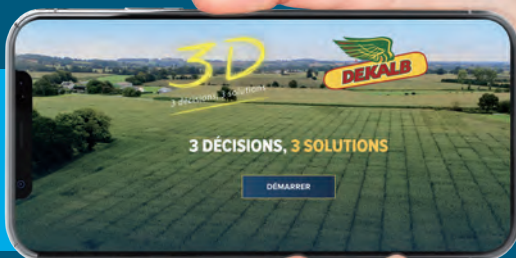 3D
3 décisions, 3 solutions
DEKALB
3 DÉCISIONS, 3 SOLUTIONS
DÉMARRER